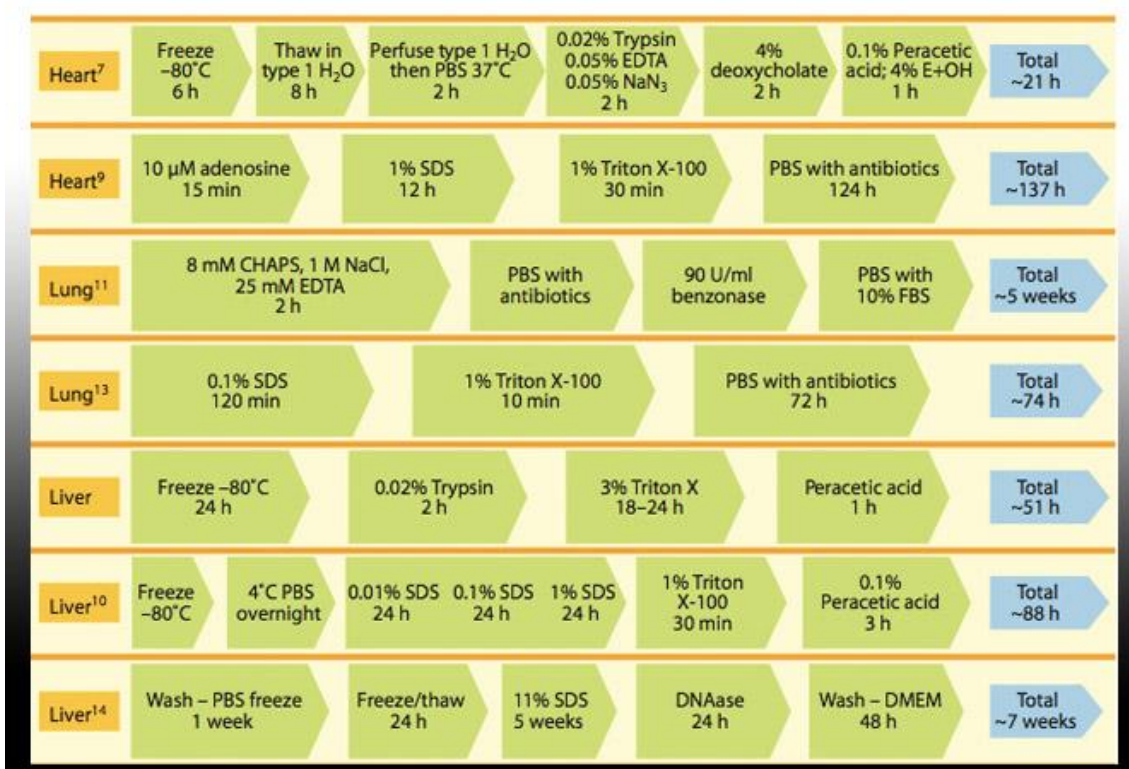 Heart⁷
Freeze
–80˚C
6 h
Thaw in
type 1 H₂O
8 h
Perfuse type 1 H₂O
then PBS 37˚C
2 h
0.02% Trypsin
0.05% EDTA
0.05% NaN₃
2 h
4%
deoxycholate
2 h
0.1% Peracetic
acid; 4% E+OH
1 h
Total
~21 h
Heart⁹
10 μM adenosine
15 min
1% SDS
12 h
1% Triton X-100
30 min
PBS with antibiotics
124 h
Total
~137 h
Lung¹¹
8 mM CHAPS, 1 M NaCl,
25 mM EDTA
2 h
PBS with
antibiotics
90 U/ml
benzonase
PBS with
10% FBS
Total
~5 weeks
Lung¹³
0.1% SDS
120 min
1% Triton X-100
10 min
PBS with antibiotics
72 h
Total
~74 h
Liver
Freeze –80˚C
24 h
0.02% Trypsin
2 h
3% Triton X
18–24 h
Peracetic acid
1 h
Total
~51 h
Liver¹⁰
Freeze
–80˚C
4˚C PBS
overnight
0.01% SDS 0.1% SDS 1% SDS
24 h 24 h 24 h
1% Triton
X-100
30 min
0.1%
Peracetic acid
3 h
Total
~88 h
Liver¹⁴
Wash – PBS freeze
1 week
Freeze/thaw
24 h
11% SDS
5 weeks
DNAase
24 h
Wash – DMEM
48 h
Total
~7 weeks